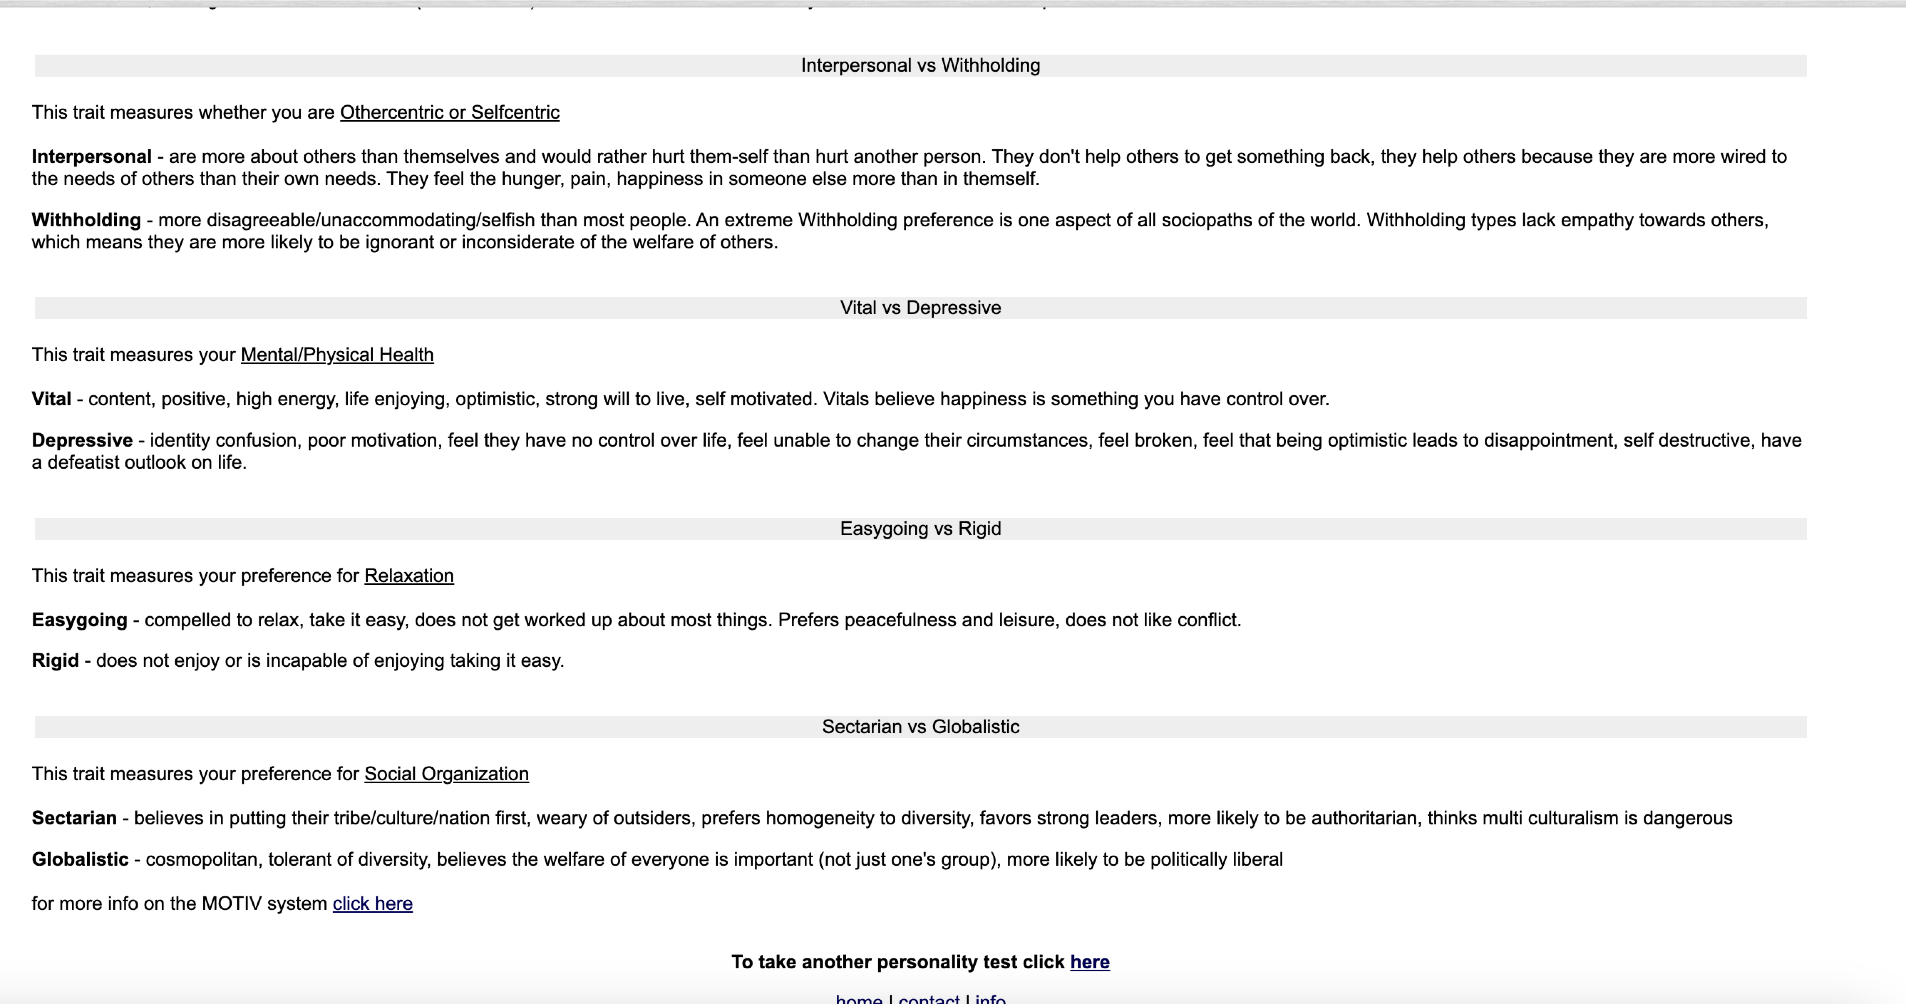 Interpersonal vs Withholding
This trait measures whether you are Othercentric or Selfcentric
Interpersonal - are more about others than themselves and would rather hurt them-self than hurt another person. They don't help others to get something back, they help others because they are more wired to
the needs of others than their own needs. They feel the hunger, pain, happiness in someone else more than in themself.
Withholding - more disagreeable/unaccommodating/selfish than most people. An extreme Withholding preference is one aspect of all sociopaths of the world. Withholding types lack empathy towards others,
which means they are more likely to be ignorant or inconsiderate of the welfare of others.
Vital vs Depressive
This trait measures your Mental/Physical Health
Vital - content, positive, high energy, life enjoying, optimistic, strong will to live, self motivated. Vitals believe happiness is something you have control over.
Depressive - identity confusion, poor motivation, feel they have no control over life, feel unable to change their circumstances, feel broken, feel that being optimistic leads to disappointment, self destructive, have
a defeatist outlook on life.
Easygoing vs Rigid
This trait measures your preference for Relaxation
Easygoing - compelled to relax, take it easy, does not get worked up about most things. Prefers peacefulness and leisure, does not like conflict.
Rigid - does not enjoy or is incapable of enjoying taking it easy.
Sectarian vs Globalistic
This trait measures your preference for Social Organization
Sectarian - believes in putting their tribe/culture/nation first, weary of outsiders, prefers homogeneity to diversity, favors strong leaders, more likely to be authoritarian, thinks multi culturalism is dangerous
Globalistic - cosmopolitan, tolerant of diversity, believes the welfare of everyone is important (not just one's group), more likely to be politically liberal
for more info on the MOTIV system click here
To take another personality test click here
home | contact | info